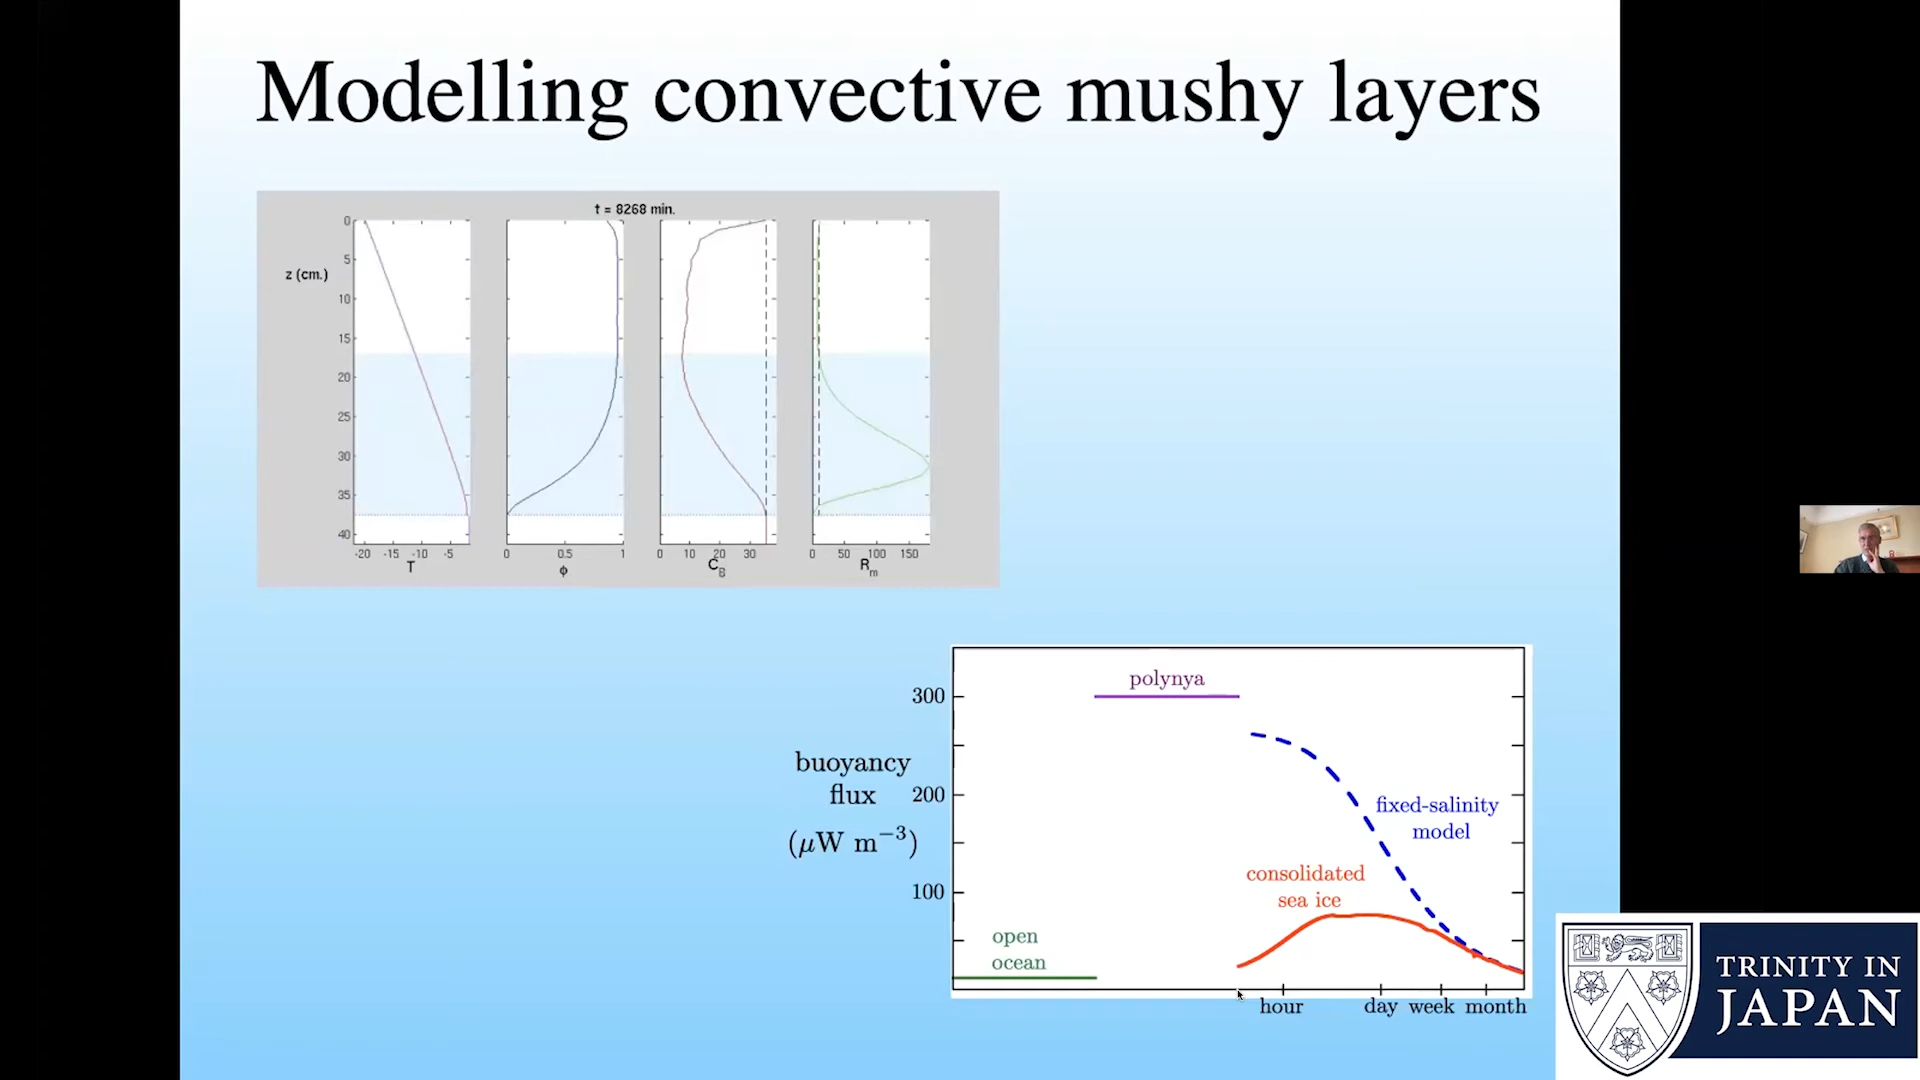 Modelling convective mushy layers
t = 8268 min.
z (cm.)
0
5
10
15
20
25
30
35
40
-20 -15 -10 -5
T
0 0.5 1
ϕ
0 10 20 30
C_B
0 50 100 150
R_m
polynya
300
buoyancy
flux
(μW m⁻³)
200
100
fixed-salinity
model
consolidated
sea ice
open
ocean
hour day week month
TRINITY IN
JAPAN